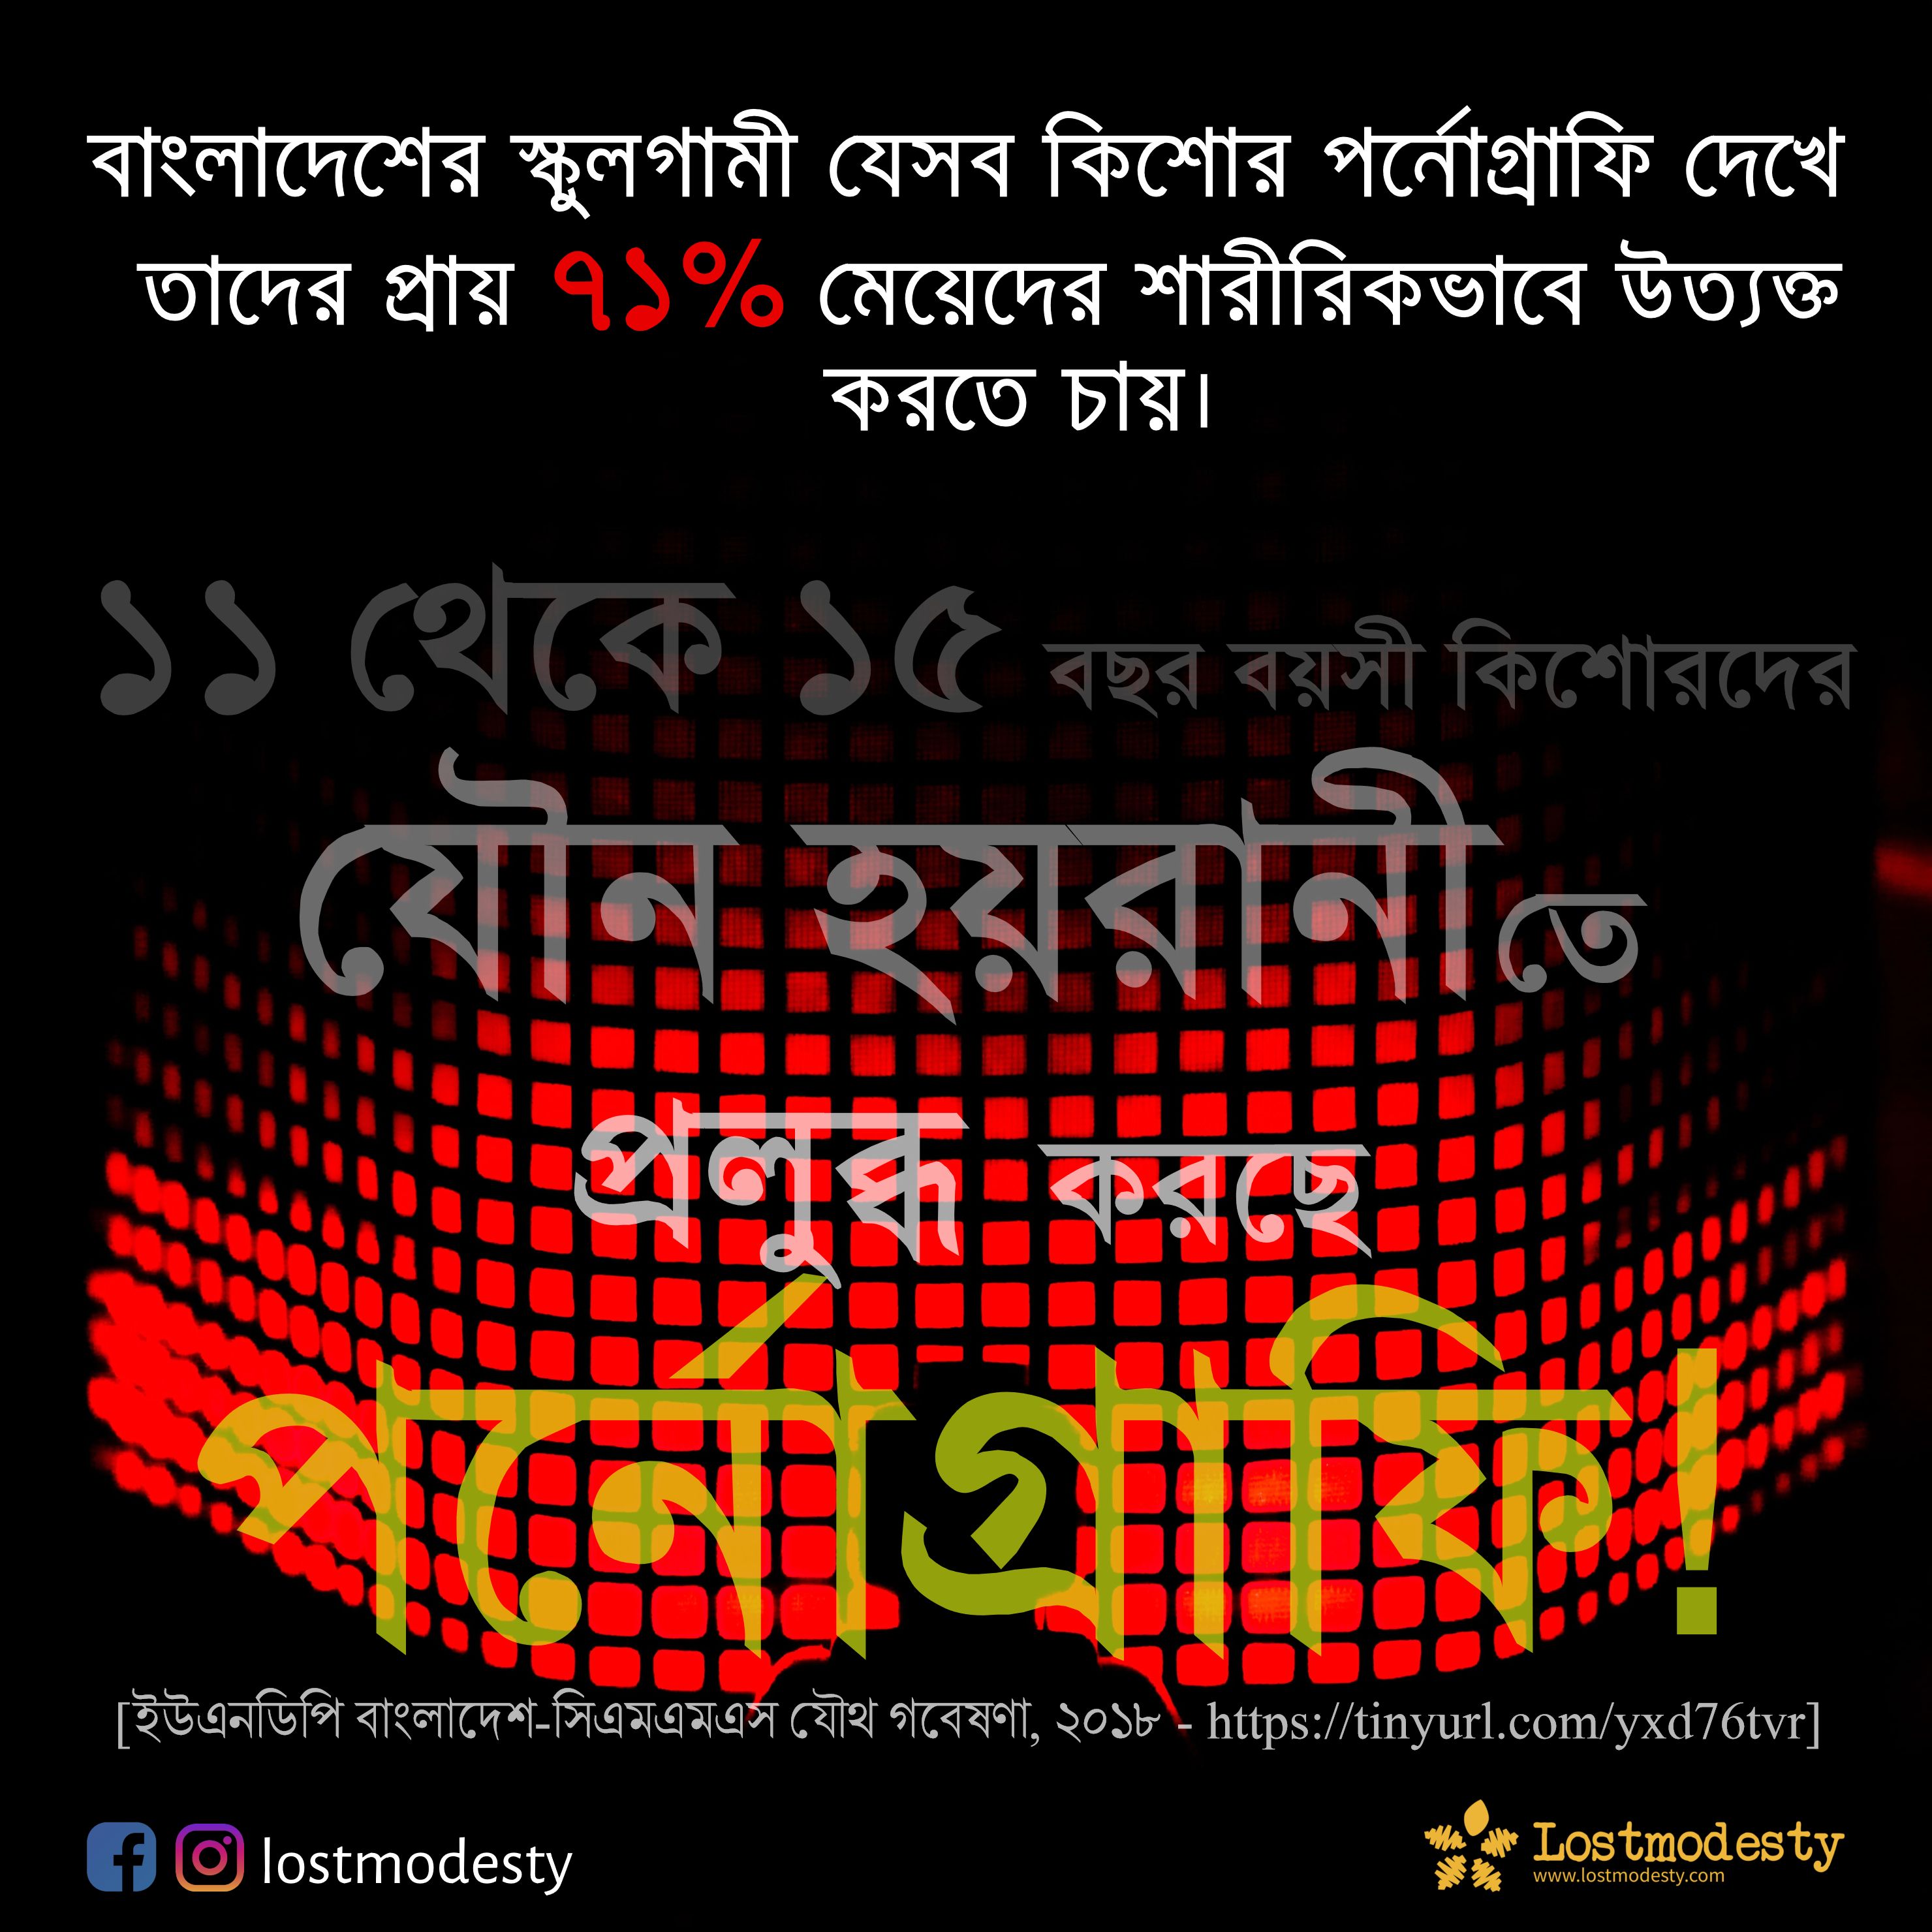 বাংলাদেশের স্কুলগামী যেসব কিশোর পর্নোগ্রাফি দেখে
তাদের প্রায় ৭১% মেয়েদের শারীরিকভাবে উত্যক্ত
করতে চায়।
১১ থেকে ১৫ বছর বয়সী কিশোরদের
যৌন হয়রানীতে
প্রলুব্ধ করছে
পর্নোগ্রাফি!
[ইউএনডিপি বাংলাদেশ-সিএমএমএস যৌথ গবেষণা, ২০১৮ - https://tinyurl.com/yxd76tvr]
lostmodesty
Lostmodesty
www.lostmodesty.com